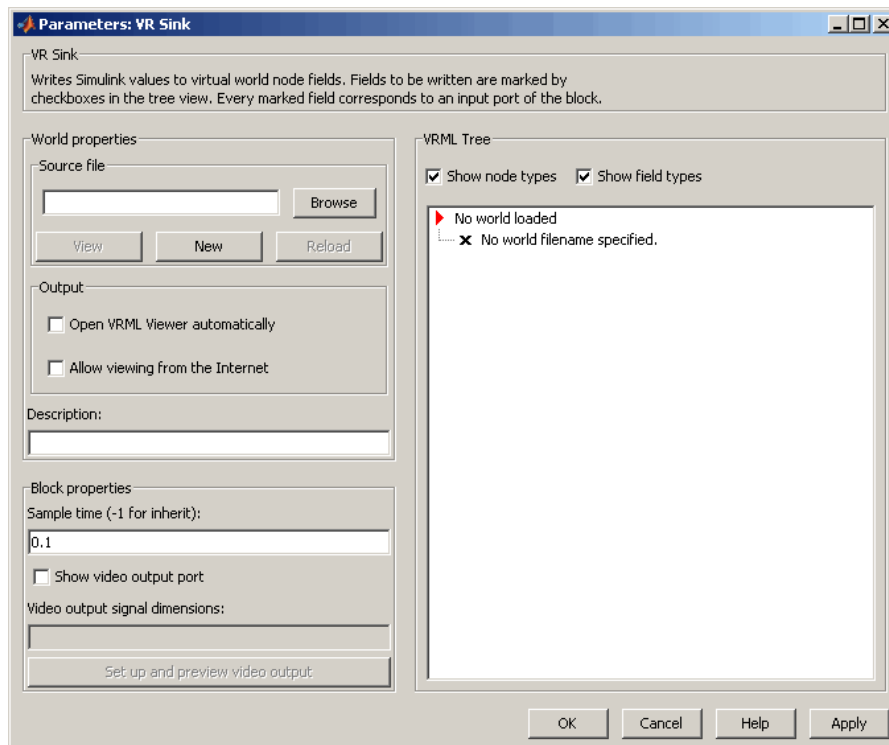 Parameters: VR Sink
VR Sink
Writes Simulink values to virtual world node fields. Fields to be written are marked by
checkboxes in the tree view. Every marked field corresponds to an input port of the block.
World properties
Source file
Browse
View
New
Reload
Output
Open VRML Viewer automatically
Allow viewing from the Internet
Description:
Block properties
Sample time (-1 for inherit):
0.1
Show video output port
Video output signal dimensions:
Set up and preview video output
VRML Tree
Show node types
Show field types
No world loaded
No world filename specified.
OK
Cancel
Help
Apply